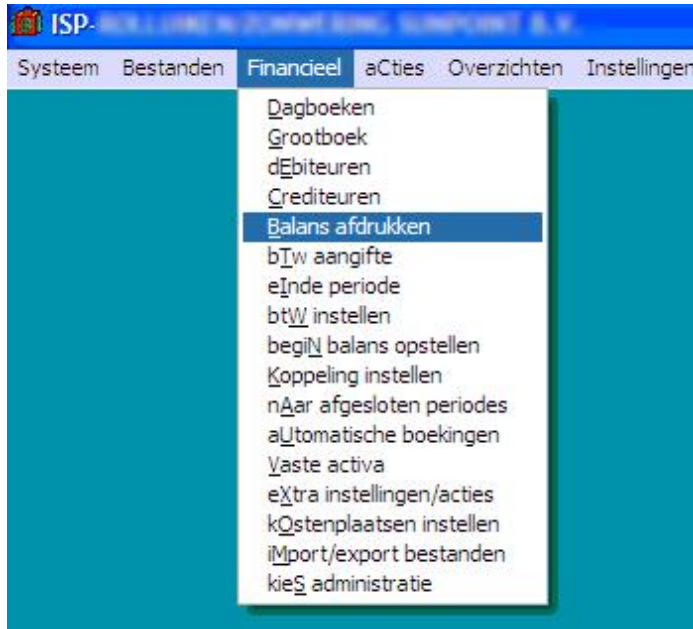 ISP-
Systeem Bestanden Financieel aCties Overzichten Instellingen
Dagboeken
Grootboek
dEbiteuren
Crediteuren
Balans afdrukken
bTw aangifte
eInde periode
btW instellen
begiN balans opstellen
Koppeling instellen
nAar afgesloten periodes
aUtomatische boekingen
Vaste activa
eXtra instellingen/acties
kOstenplaatsen instellen
iMport/export bestanden
kieS administratie